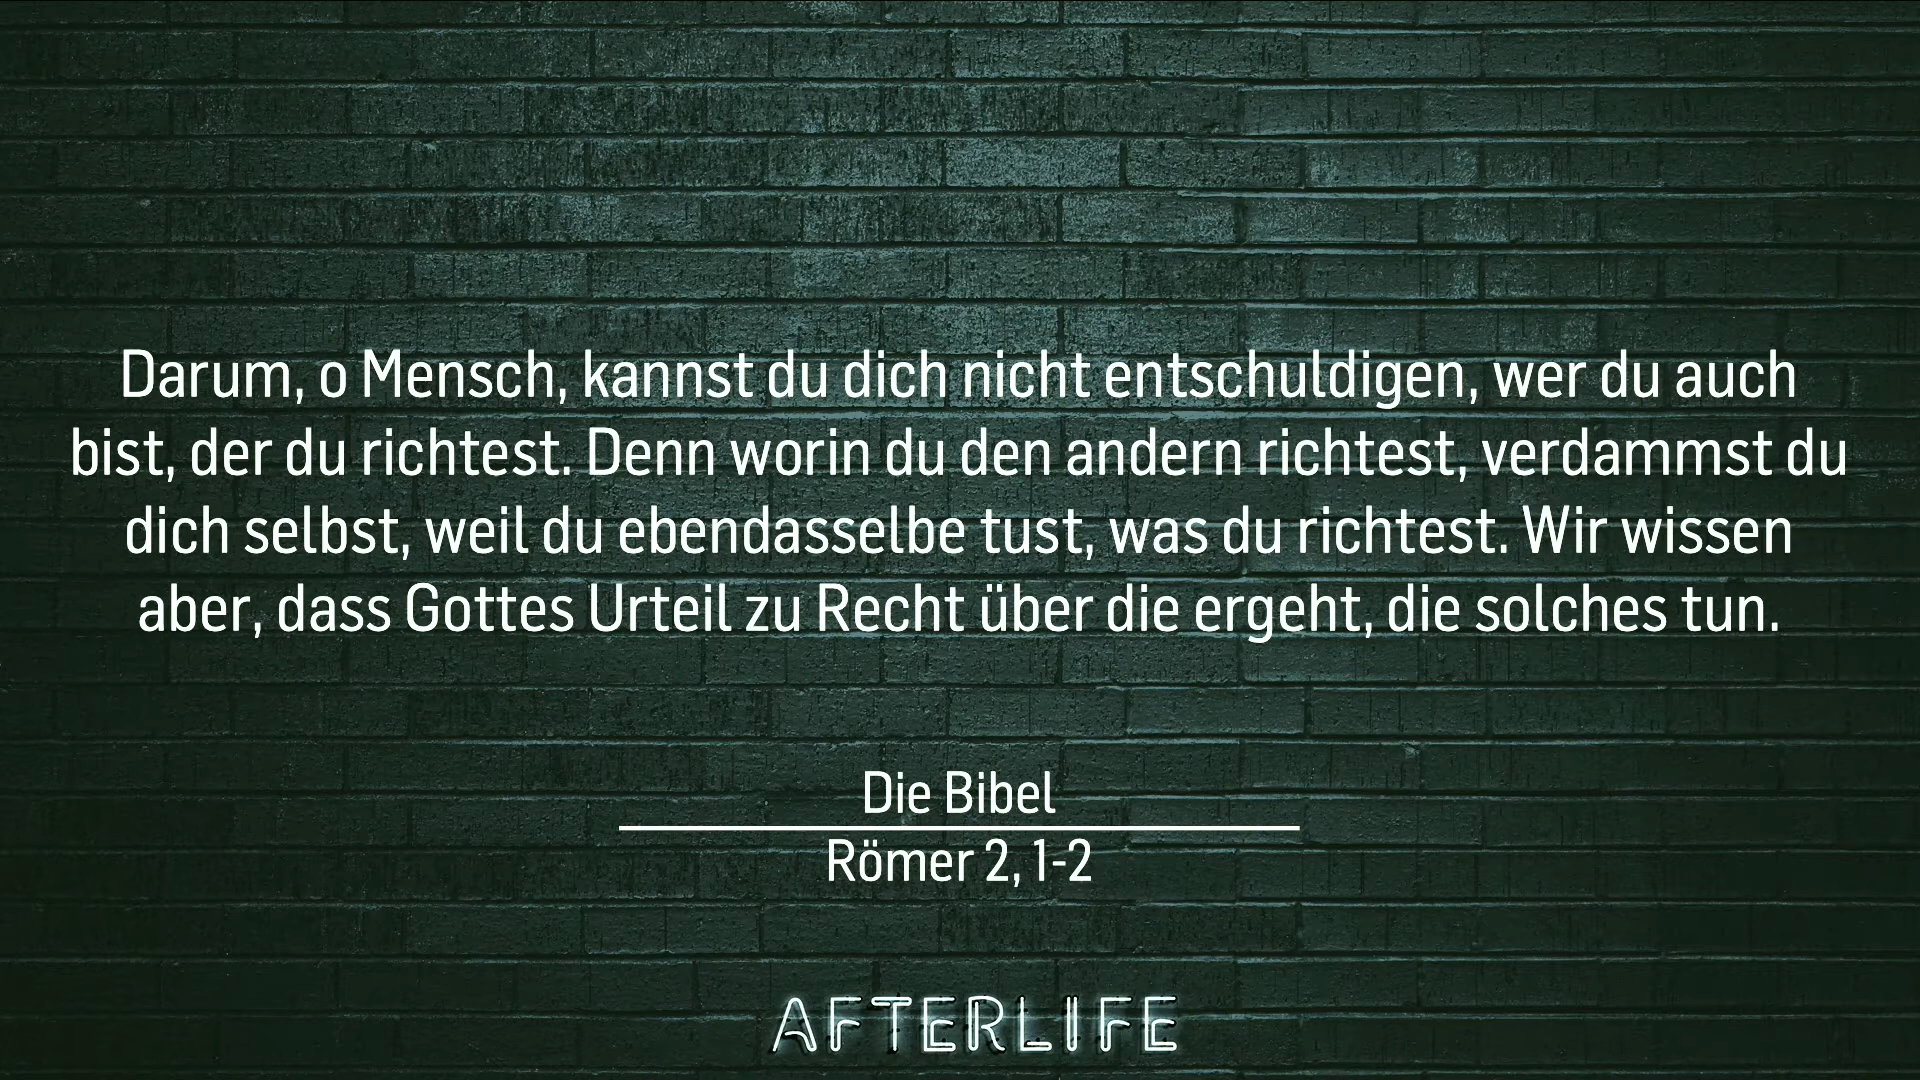 Darum, o Mensch, kannst du dich nicht entschuldigen, wer du auch
bist, der du richtest. Denn worin du den andern richtest, verdammst du
dich selbst, weil du ebendasselbe tust, was du richtest. Wir wissen
aber, dass Gottes Urteil zu Recht über die ergeht, die solches tun.
Die Bibel
Römer 2, 1-2
AFTERLIFE